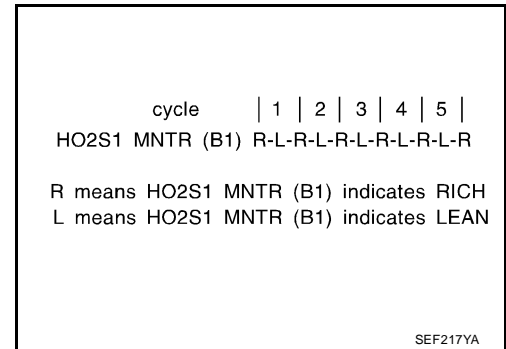 cycle | 1 | 2 | 3 | 4 | 5 |
HO2S1 MNTR (B1) R-L-R-L-R-L-R-L-R-L-R
R means HO2S1 MNTR (B1) indicates RICH
L means HO2S1 MNTR (B1) indicates LEAN
SEF217YA